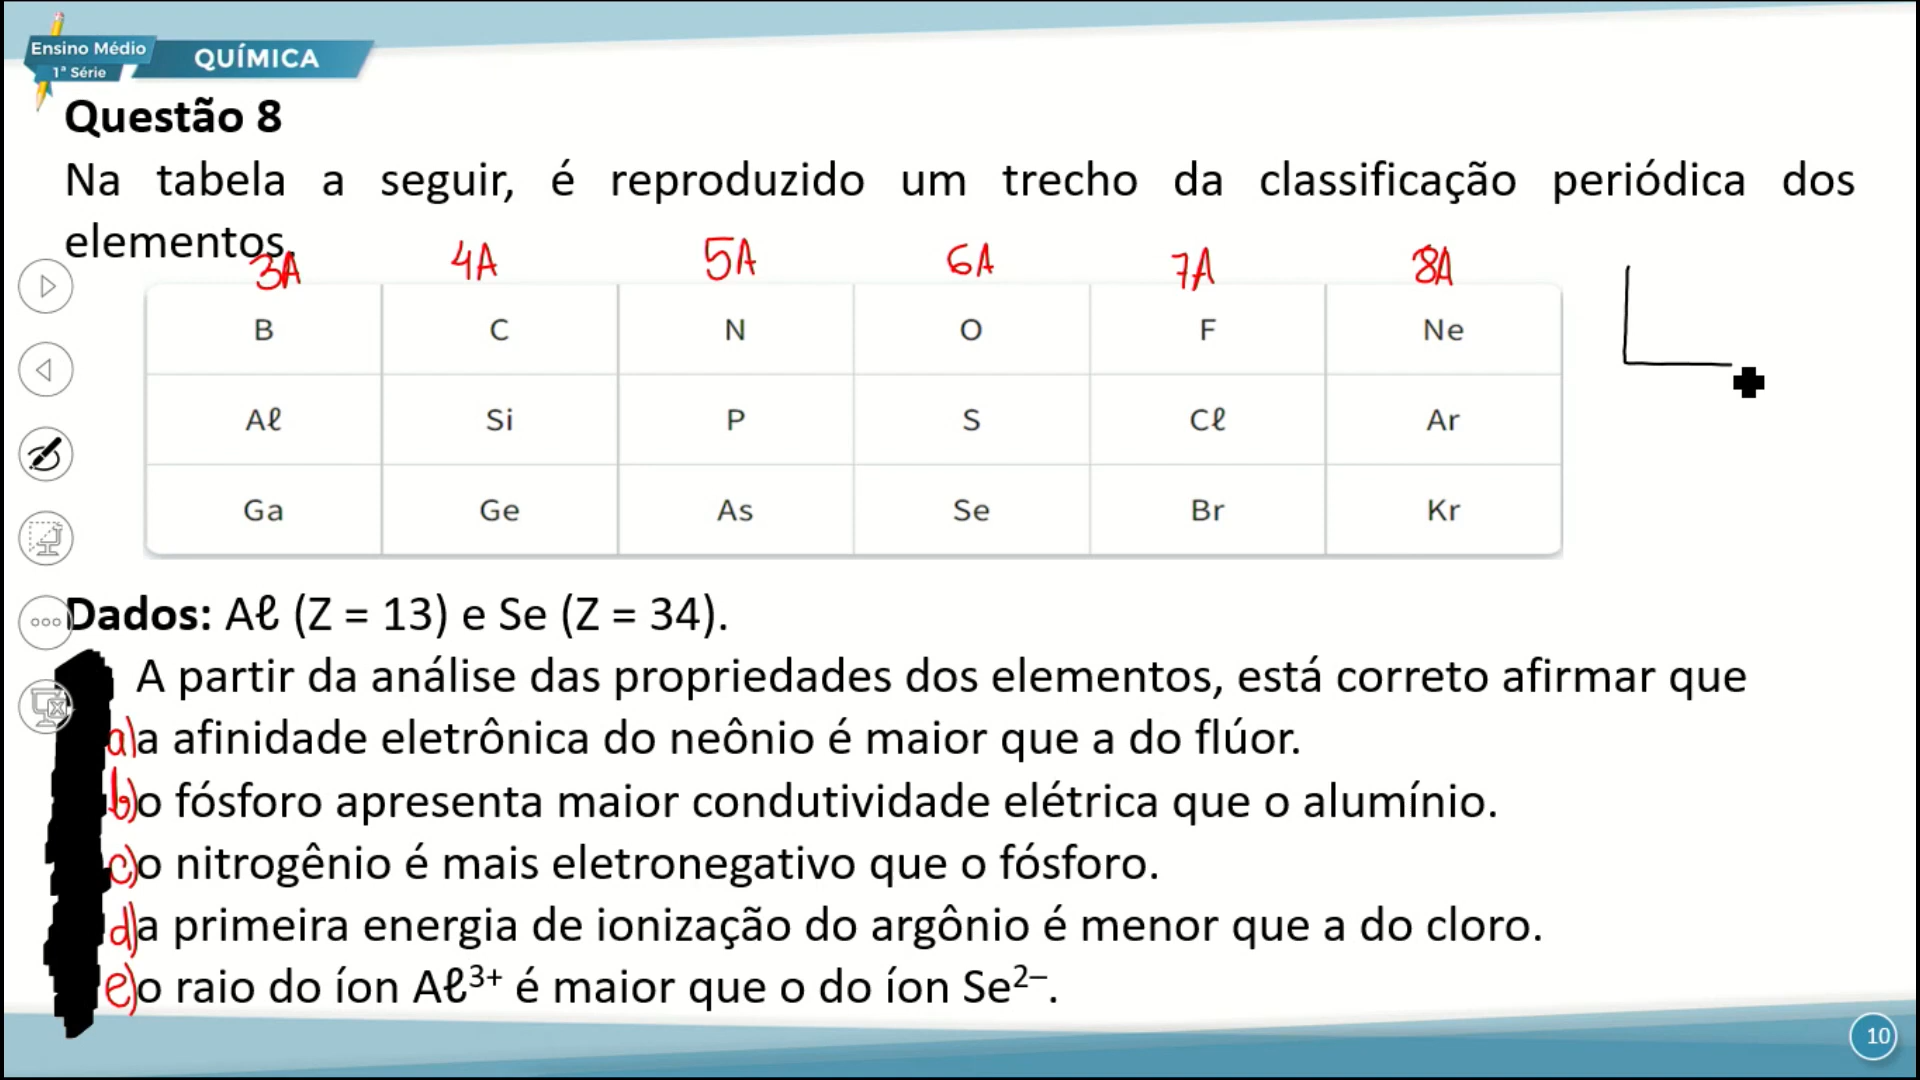 Ensino Médio
1ª Série
QUÍMICA
Questão 8
Na tabela a seguir, é reproduzido um trecho da classificação periódica dos
elementos.
3A 4A 5A 6A 7A 8A
B C N O F Ne
Aℓ Si P S Cℓ Ar
Ga Ge As Se Br Kr
Dados: Aℓ (Z = 13) e Se (Z = 34).
A partir da análise das propriedades dos elementos, está correto afirmar que
a) a afinidade eletrônica do neônio é maior que a do flúor.
b) o fósforo apresenta maior condutividade elétrica que o alumínio.
c) o nitrogênio é mais eletronegativo que o fósforo.
d) a primeira energia de ionização do argônio é menor que a do cloro.
e) o raio do íon Aℓ³⁺ é maior que o do íon Se²⁻.
10